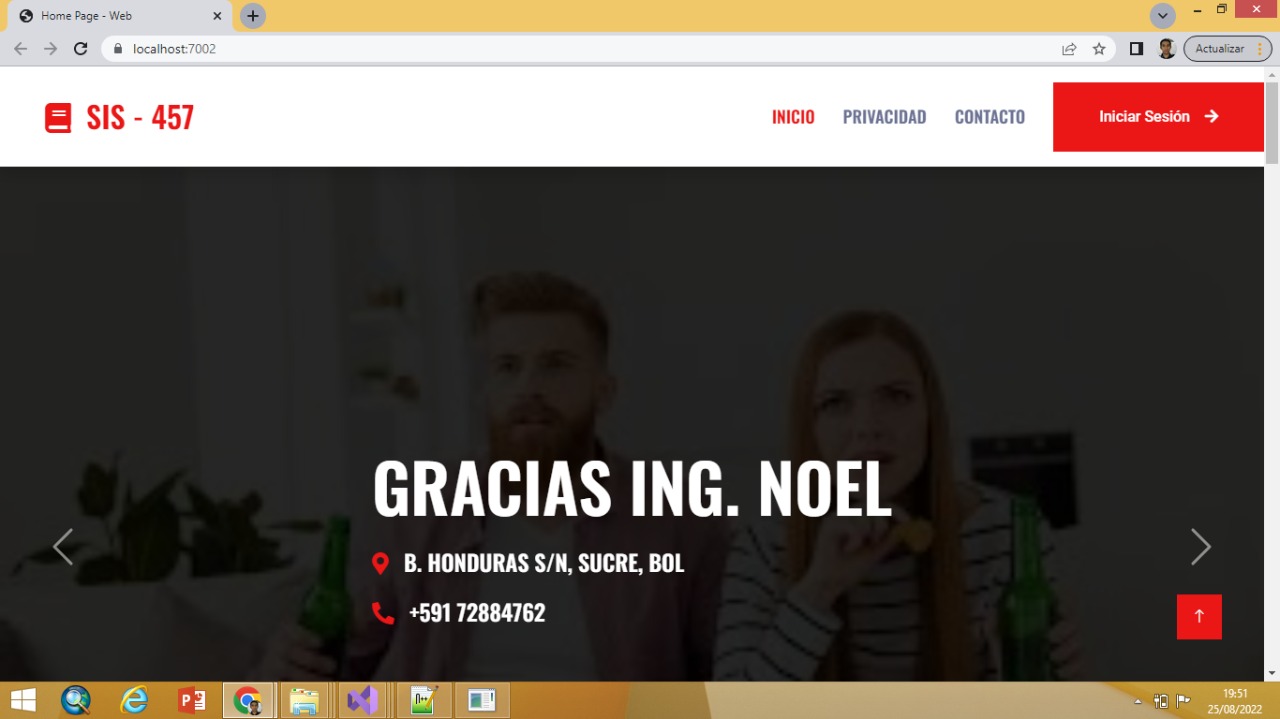 Home Page - Web
localhost:7002
Actualizar
SIS - 457
INICIO
PRIVACIDAD
CONTACTO
Iniciar Sesión
GRACIAS ING. NOEL
B. HONDURAS S/N, SUCRE, BOL
+591 72884762
19:51
25/08/2022